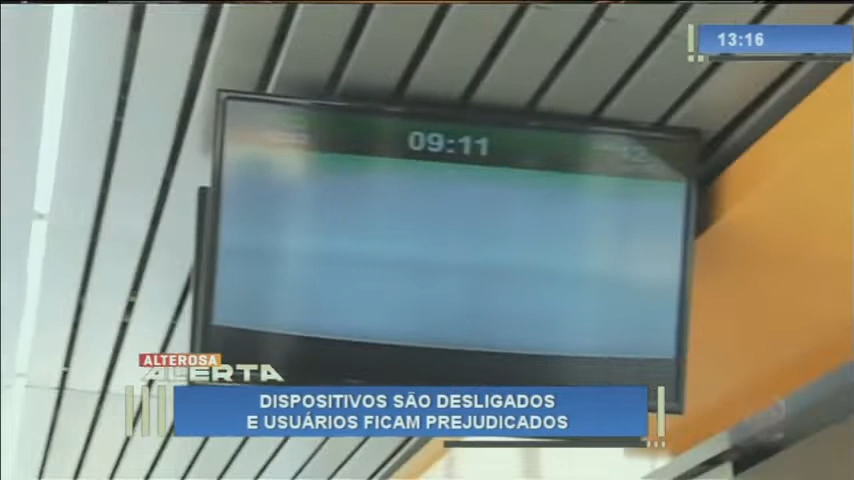 13:16
09:11
ALTEROSA
ALERTA
DISPOSITIVOS SÃO DESLIGADOS
E USUÁRIOS FICAM PREJUDICADOS